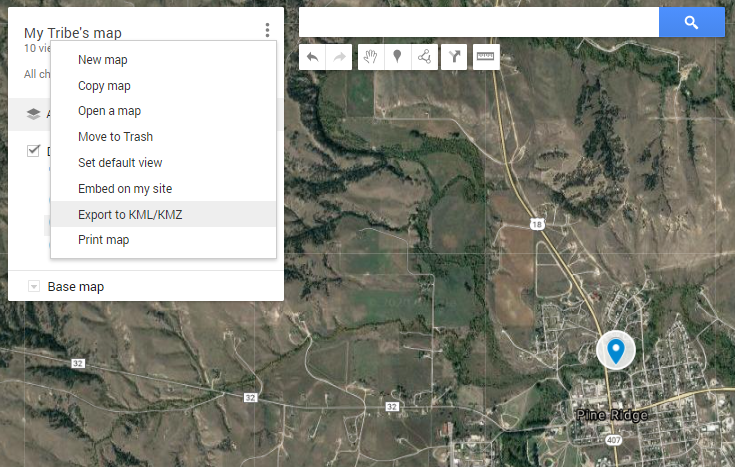 My Tribe's map
10 vie
All ch
New map
Copy map
Open a map
Move to Trash
Set default view
Embed on my site
Export to KML/KMZ
Print map
Base map
18
32
32
32
Pine Ridge
407